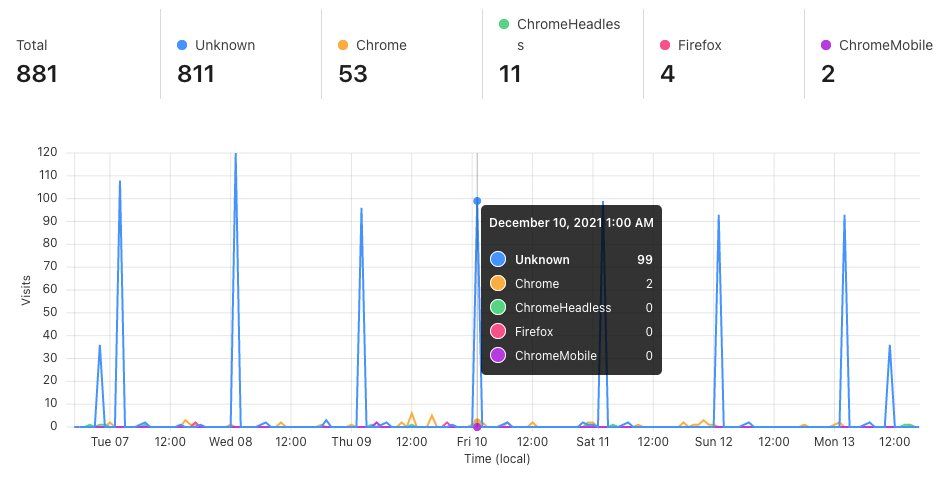 ChromeHeadles
Total Unknown Chrome s Firefox ChromeMobile
881 811 53 11 4 2
120
110
100
90
80
70
60
50
40
30
20
10
0
Visits
December 10, 2021 1:00 AM
Unknown 99
Chrome 2
ChromeHeadless 0
Firefox 0
ChromeMobile 0
Tue 07 12:00 Wed 08 12:00 Thu 09 12:00 Fri 10 12:00 Sat 11 12:00 Sun 12 12:00 Mon 13 12:00
Time (local)